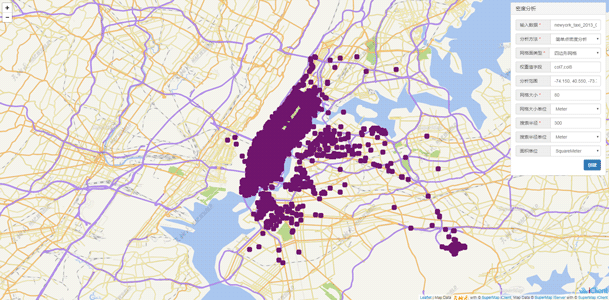 密度分析
输入数据 * newyork_taxi_2013_0
分析方法 * 简单点密度分析
网格面类型 * 四边形网格
权重值字段 col7,col8
分析范围 -74.150, 40.550, -73
网格大小 * 80
网格大小单位 Meter
搜索半径 * 300
搜索半径单位 Meter
面积单位 SquareMeter
创建
Leaflet | Map Data
with © SuperMap iClient, Map Data © SuperMap iServer with © SuperMap iClient